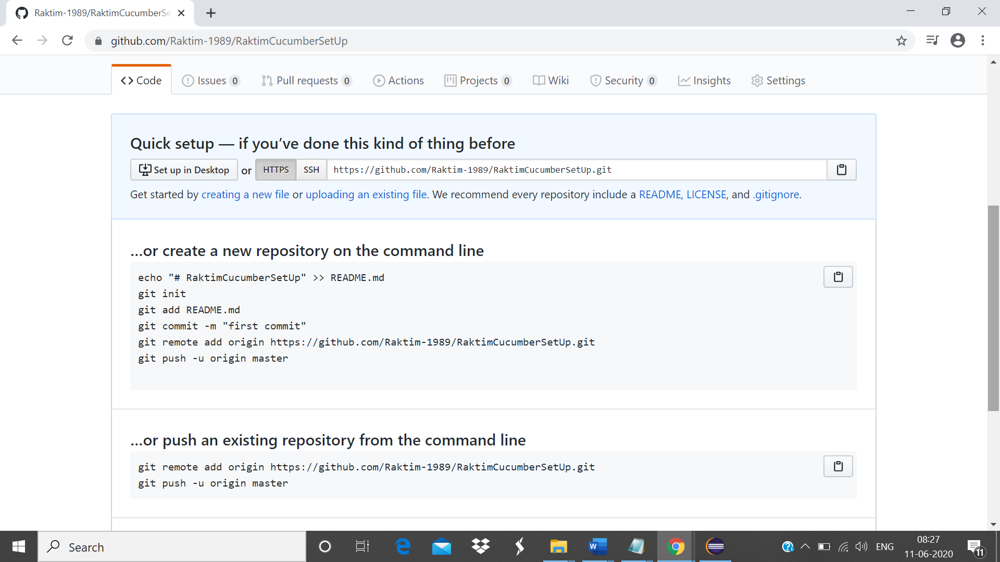 Raktim-1989/RaktimCucumberSe
github.com/Raktim-1989/RaktimCucumberSetUp
Code Issues 0 Pull requests 0 Actions Projects 0 Wiki Security 0 Insights Settings
Quick setup — if you’ve done this kind of thing before
Set up in Desktop or HTTPS SSH https://github.com/Raktim-1989/RaktimCucumberSetUp.git
Get started by creating a new file or uploading an existing file. We recommend every repository include a README, LICENSE, and .gitignore.
…or create a new repository on the command line
echo "# RaktimCucumberSetUp" >> README.md
git init
git add README.md
git commit -m "first commit"
git remote add origin https://github.com/Raktim-1989/RaktimCucumberSetUp.git
git push -u origin master
…or push an existing repository from the command line
git remote add origin https://github.com/Raktim-1989/RaktimCucumberSetUp.git
git push -u origin master
Search
ENG
08:27
11-06-2020
11